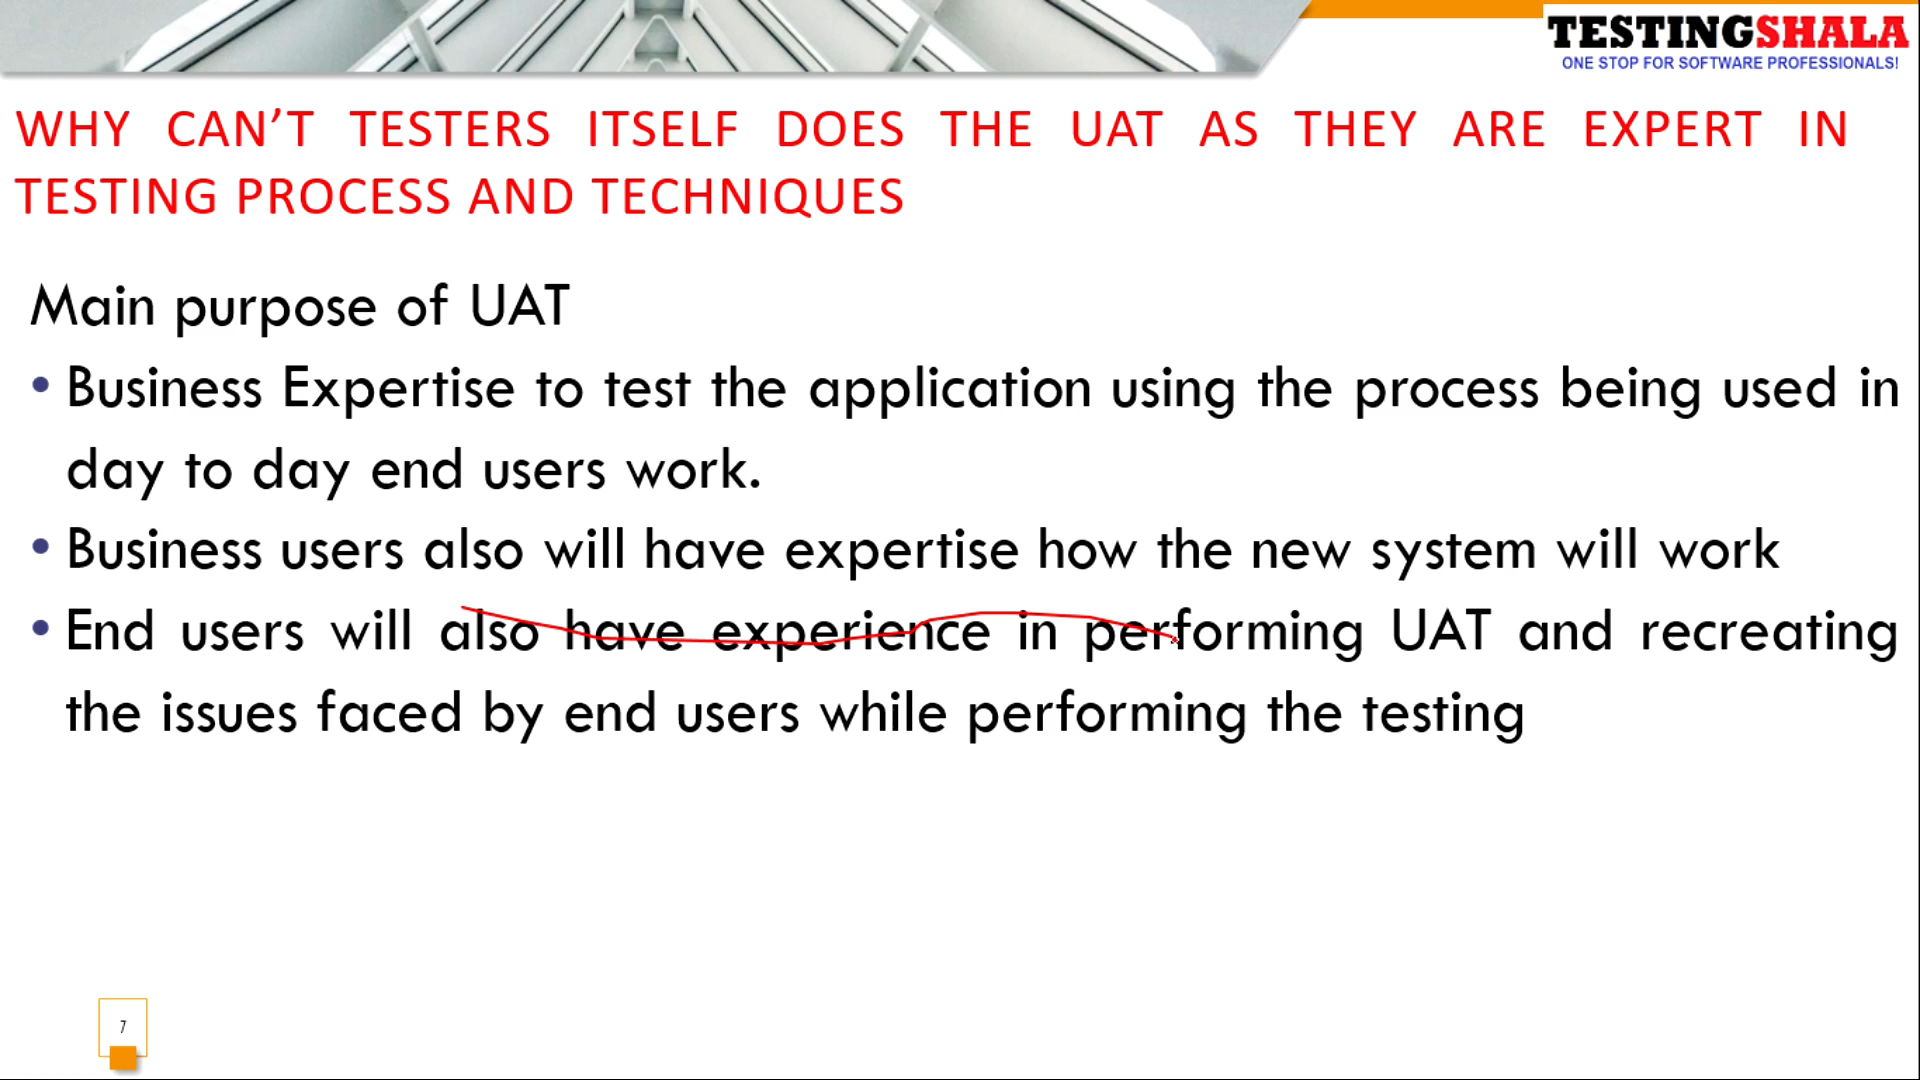 TESTINGSHALA
ONE STOP FOR SOFTWARE PROFESSIONALS!
WHY CAN’T TESTERS ITSELF DOES THE UAT AS THEY ARE EXPERT IN
TESTING PROCESS AND TECHNIQUES
Main purpose of UAT
• Business Expertise to test the application using the process being used in
day to day end users work.
• Business users also will have expertise how the new system will work
• End users will also have experience in performing UAT and recreating
the issues faced by end users while performing the testing
7